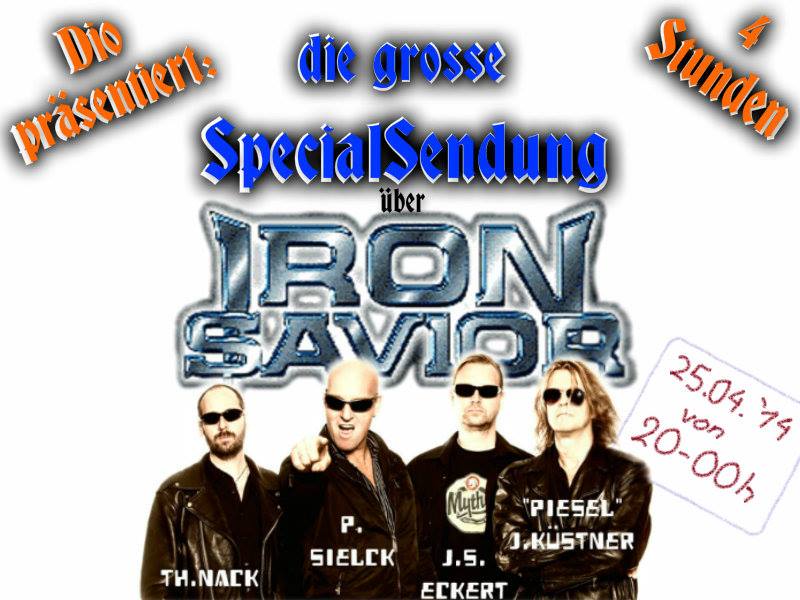 Dio
präsentiert:
die grosse
4
Stunden
SpecialSendung
über
IRON
SAVIOR
25.04.'14
von
20-00h
TH.NACK
P.
SIELCK
Myth
J.S.
ECKERT
"PIESEL"
J.KÜSTNER